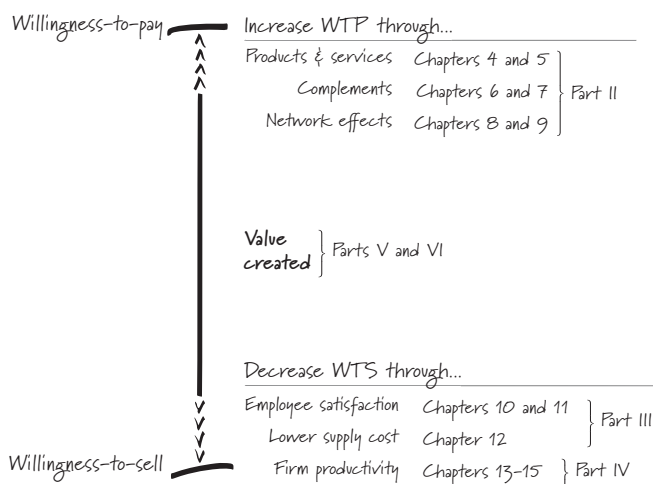 Willingness-to-pay Increase WTP through...
Products & services Chapters 4 and 5
Complements Chapters 6 and 7 Part II
Network effects Chapters 8 and 9
Value
created Parts V and VI
Decrease WTS through...
Employee satisfaction Chapters 10 and 11
Part III
Lower supply cost Chapter 12
Willingness-to-sell Firm productivity Chapters 13-15 Part IV